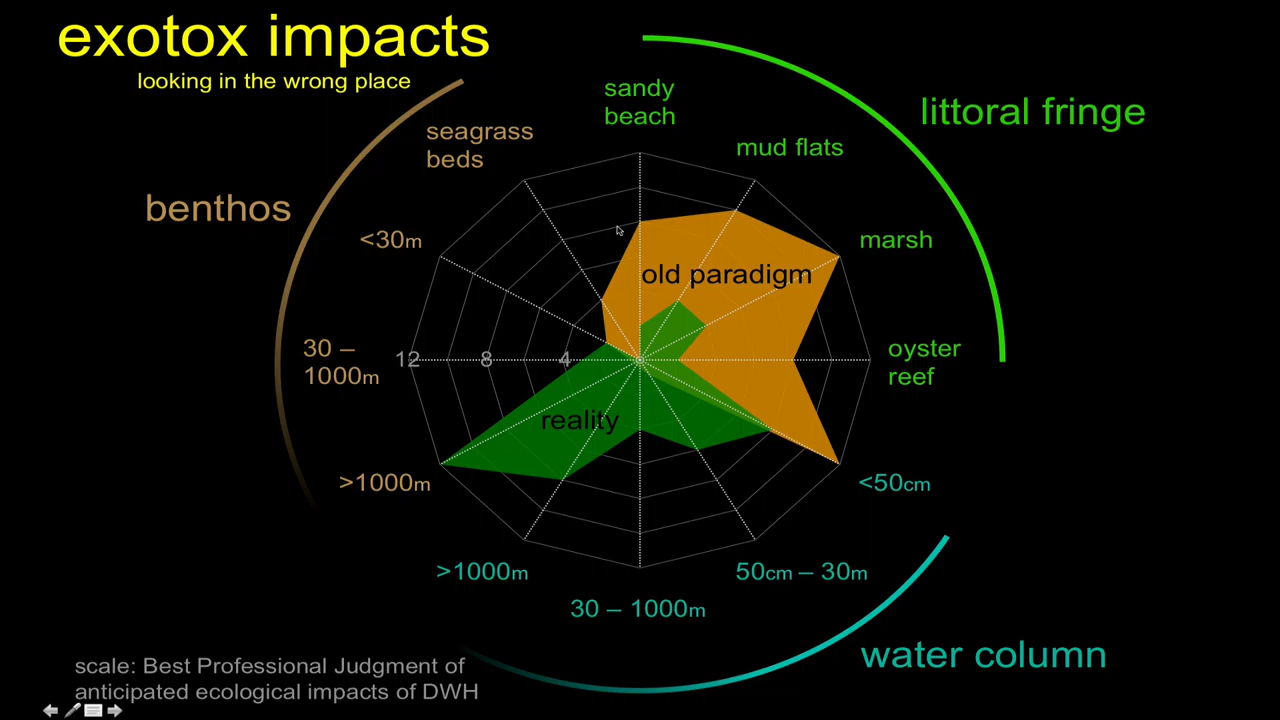 exotox impacts
looking in the wrong place
sandy
beach
littoral fringe
mud flats
seagrass
beds
benthos
<30m
marsh
old paradigm
30 –
1000m
12
8
4
oyster
reef
reality
>1000m
<50cm
>1000m
50cm – 30m
30 – 1000m
water column
scale: Best Professional Judgment of
anticipated ecological impacts of DWH